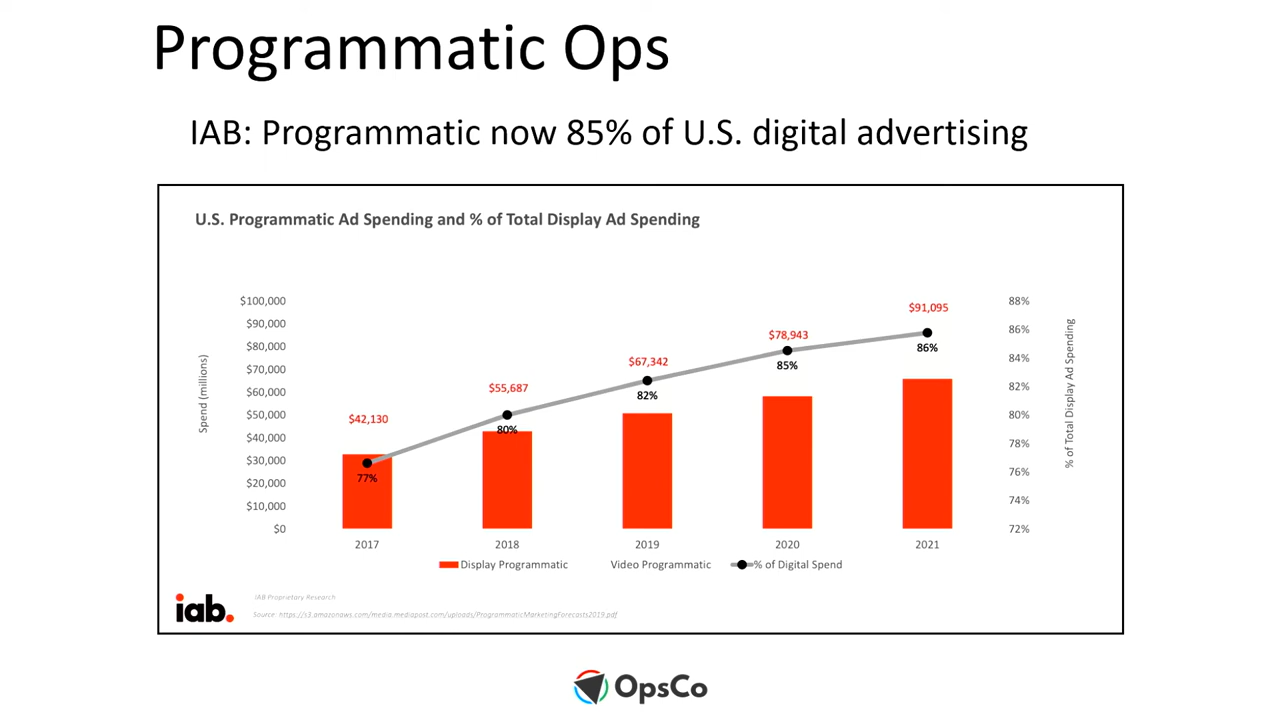 Programmatic Ops
IAB: Programmatic now 85% of U.S. digital advertising
U.S. Programmatic Ad Spending and % of Total Display Ad Spending
Spend (millions)
$100,000
$90,000
$80,000
$70,000
$60,000
$50,000
$40,000
$30,000
$20,000
$10,000
$0
$42,130
$55,687
$67,342
$78,943
$91,095
77%
80%
82%
85%
86%
88%
86%
84%
82%
80%
78%
76%
74%
72%
% of Total Display Ad Spending
2017 2018 2019 2020 2021
Display Programmatic Video Programmatic % of Digital Spend
iab.
IAB Proprietary Research
Source: https://s3.amazonaws.com/media.mediapost.com/uploads/ProgrammaticMarketingForecasts2019.pdf
OpsCo